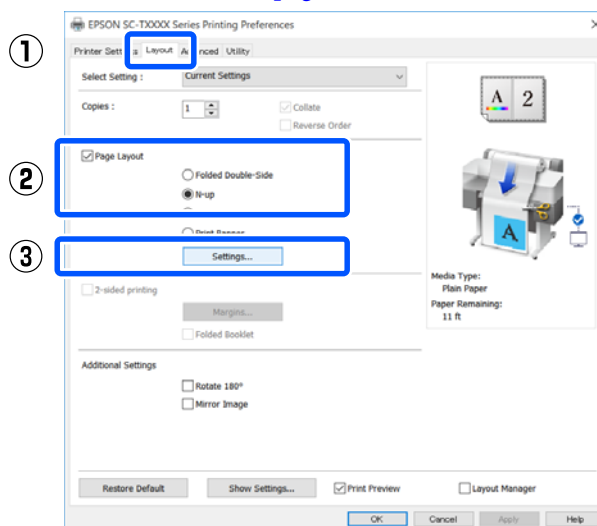 EPSON SC-TXXXX Series Printing Preferences
①
Layout
Utility
Select Setting :
Current Settings
Copies :
1
Collate
Reverse Order
A 2
②
Page Layout
Folded Double-Side
N-up
③
Settings...
A
2-sided printing
Margins...
Folded Booklet
Media Type:
Plain Paper
Paper Remaining:
11 ft
Additional Settings
Rotate 180°
Mirror Image
Restore Default
Show Settings...
Print Preview
Layout Manager
OK
Cancel
Apply
Help